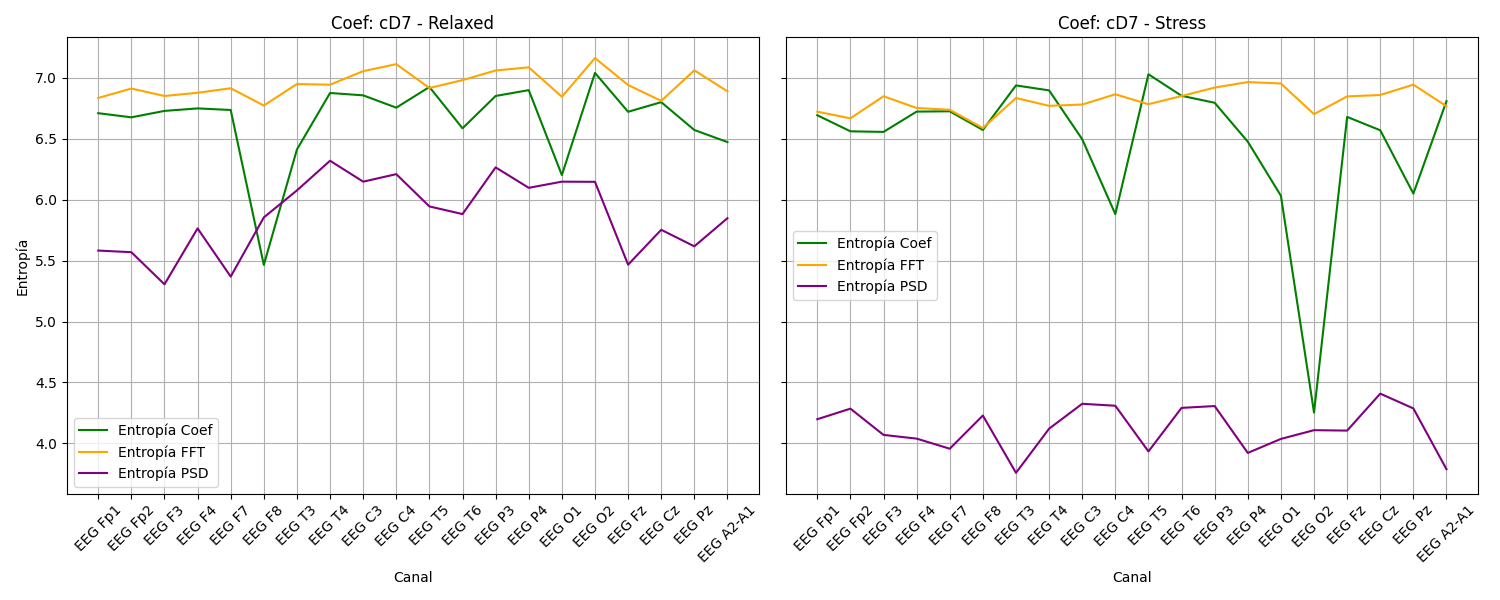 Coef: cD7 - Relaxed
Entropía
7.0
6.5
6.0
5.5
5.0
4.5
4.0
Entropía Coef
Entropía FFT
Entropía PSD
EEG Fp1
EEG Fp2
EEG F3
EEG F4
EEG F7
EEG F8
EEG T3
EEG T4
EEG C3
EEG C4
EEG T5
EEG T6
EEG P3
EEG P4
EEG O1
EEG O2
EEG Fz
EEG Cz
EEG Pz
EEG A2-A1
Canal
Coef: cD7 - Stress
Entropía Coef
Entropía FFT
Entropía PSD
EEG Fp1
EEG Fp2
EEG F3
EEG F4
EEG F7
EEG F8
EEG T3
EEG T4
EEG C3
EEG C4
EEG T5
EEG T6
EEG P3
EEG P4
EEG O1
EEG O2
EEG Fz
EEG Cz
EEG Pz
EEG A2-A1
Canal